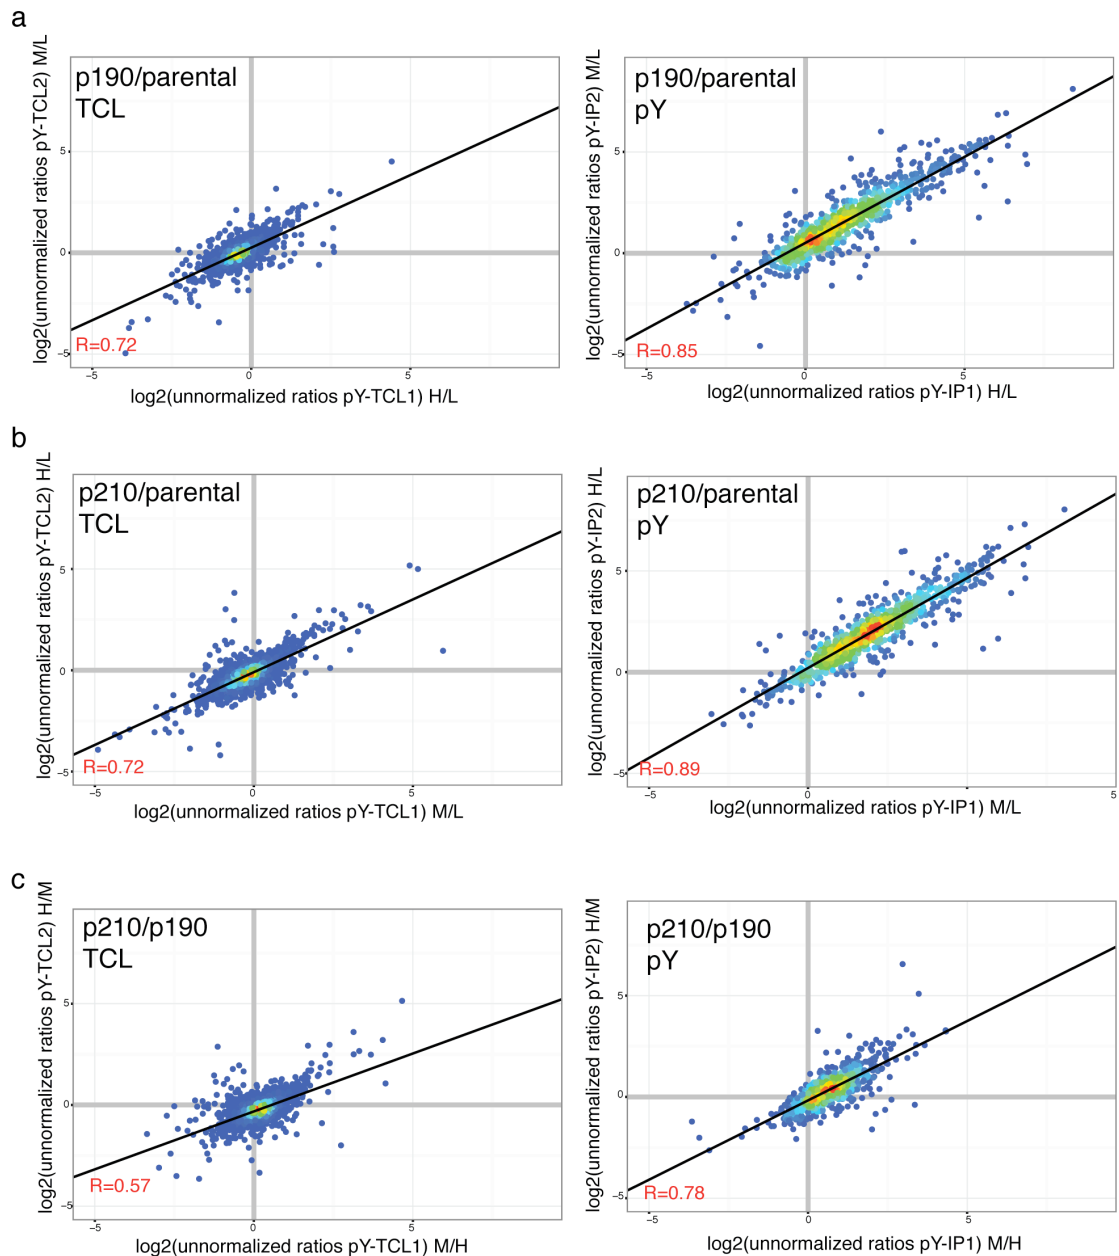 a
p190/parental
TCL
log2(unnormalized ratios pY-TCL2) M/L
5
0
−5
R=0.72
−5
0
5
log2(unnormalized ratios pY-TCL1) H/L
p190/parental
pY
log2(unnormalized ratios pY-IP2) M/L
5
0
−5
R=0.85
−5
0
5
log2(unnormalized ratios pY-IP1) H/L
b
p210/parental
TCL
log2(unnormalized ratios pY-TCL2) H/L
5
0
−5
R=0.72
−5
0
5
log2(unnormalized ratios pY-TCL1) M/L
p210/parental
pY
log2(unnormalized ratios pY-IP2) H/L
5
0
−5
R=0.89
−5
0
5
log2(unnormalized ratios pY-IP1) M/L
c
p210/p190
TCL
log2(unnormalized ratios pY-TCL2) H/M
5
0
−5
R=0.57
−5
0
5
log2(unnormalized ratios pY-TCL1) M/H
p210/p190
pY
log2(unnormalized ratios pY-IP2) H/M
5
0
−5
R=0.78
−5
0
5
log2(unnormalized ratios pY-IP1) M/H